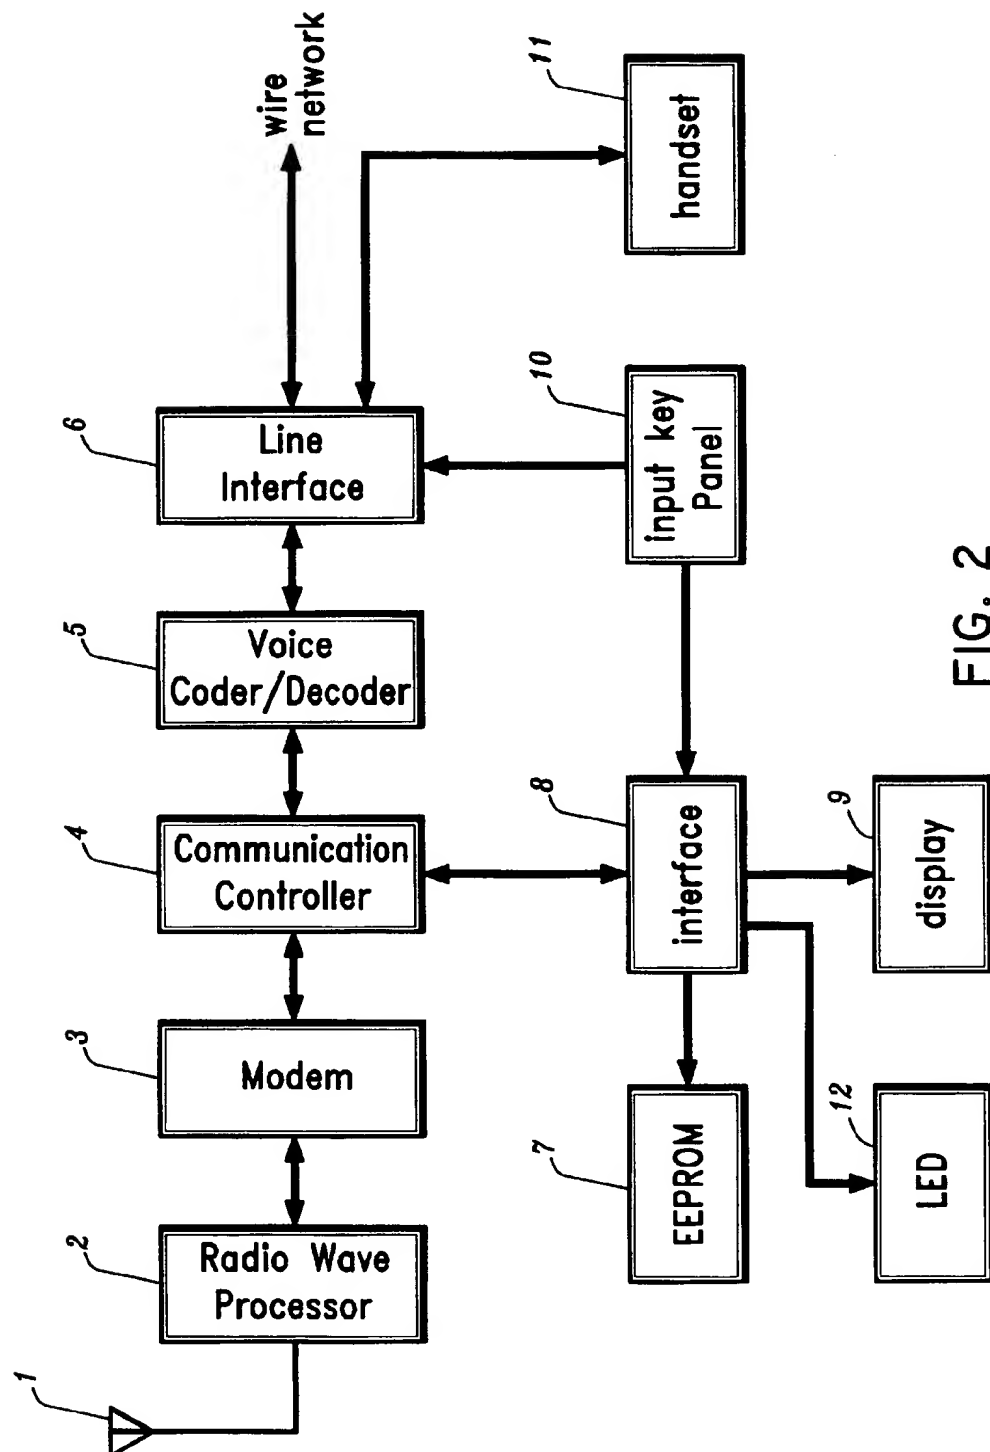 1
2
Radio Wave
Processor
3
Modem
4
Communication
Controller
5
Voice
Coder/Decoder
6
Line
Interface
wire
network
7
EEPROM
8
interface
10
input key
Panel
11
handset
12
LED
9
display
FIG. 2